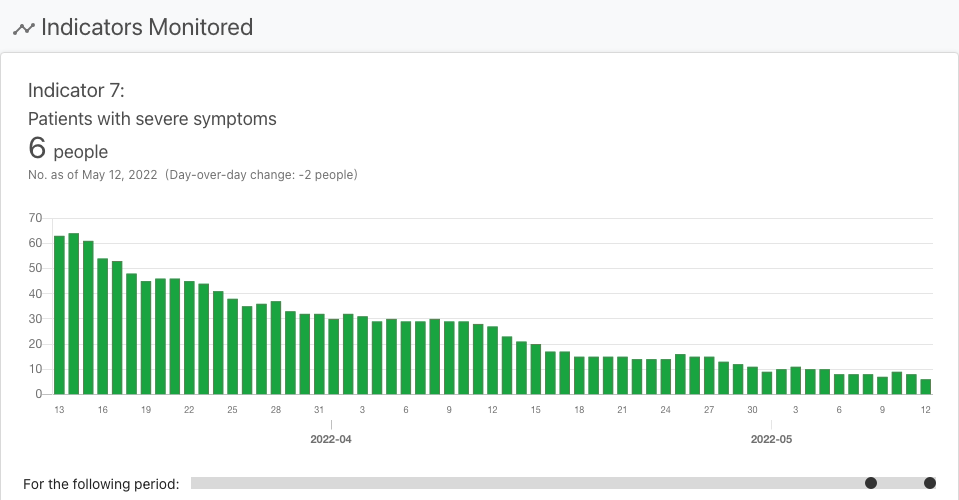 Indicators Monitored
Indicator 7:
Patients with severe symptoms
6 people
No. as of May 12, 2022 (Day-over-day change: -2 people)
70
60
50
40
30
20
10
0
13 16 19 22 25 28 31 3 6 9 12 15 18 21 24 27 30 3 6 9 12
2022-04 2022-05
For the following period: